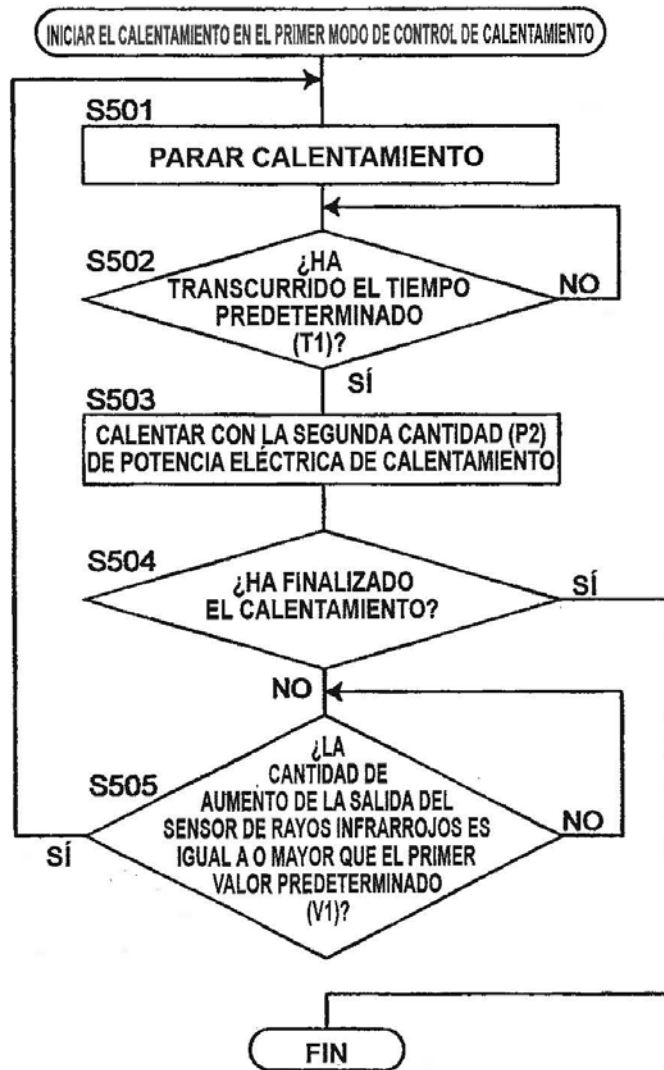 INICIAR EL CALENTAMIENTO EN EL PRIMER MODO DE CONTROL DE CALENTAMIENTO
S501
PARAR CALENTAMIENTO
S502
¿HA
TRANSCURRIDO EL TIEMPO
PREDETERMINADO
(T1)?
NO
SÍ
S503
CALENTAR CON LA SEGUNDA CANTIDAD (P2)
DE POTENCIA ELÉCTRICA DE CALENTAMIENTO
S504
¿HA FINALIZADO
EL CALENTAMIENTO?
SÍ
NO
S505
¿LA
CANTIDAD DE
AUMENTO DE LA SALIDA DEL
SENSOR DE RAYOS INFRARROJOS ES
IGUAL A O MAYOR QUE EL PRIMER
VALOR PREDETERMINADO
(V1)?
NO
SÍ
FIN